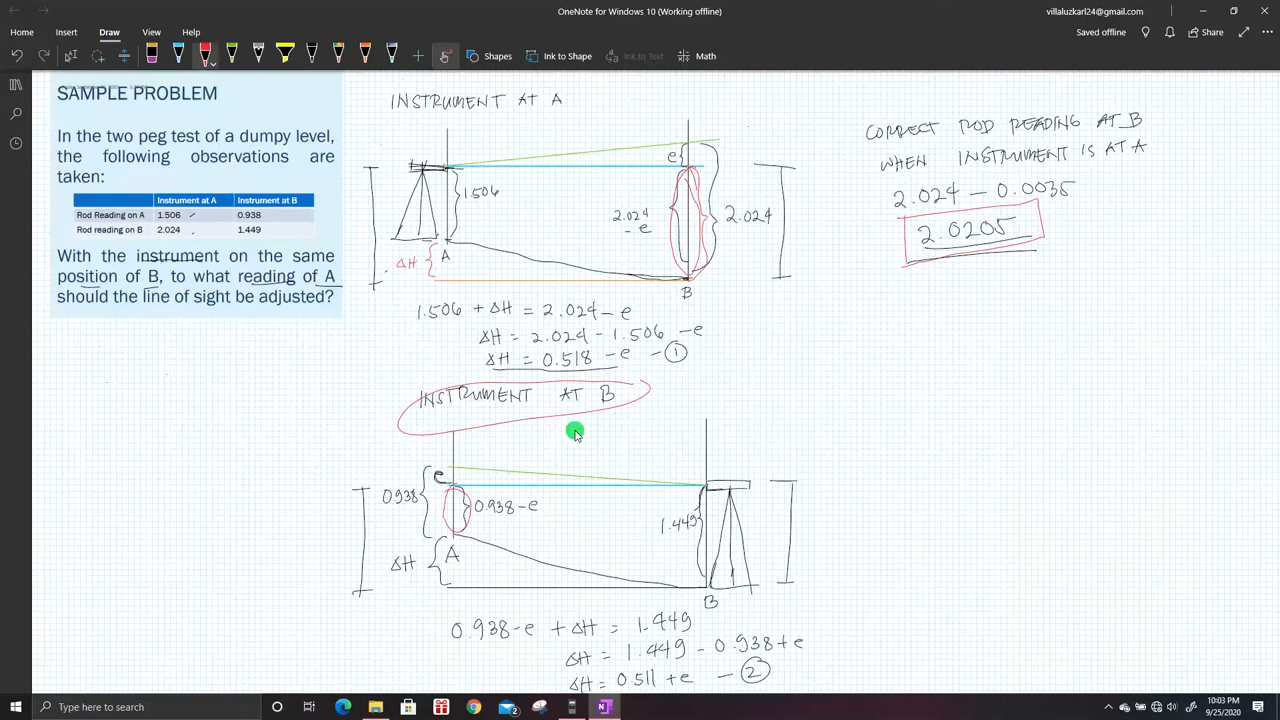 OneNote for Windows 10 (Working offline)
villaluzkarl24@gmail.com
Home Insert Draw View Help
Saved offline
Share
Shapes
Ink to Shape
Math
SAMPLE PROBLEM
In the two peg test of a dumpy level,
the following observations are
taken:
Instrument at A Instrument at B
Rod Reading on A 1.506 0.938
Rod reading on B 2.024 1.449
With the instrument on the same
position of B, to what reading of A
should the line of sight be adjusted?
INSTRUMENT AT A
e
1.506
2.024
- e
2.024
ΔH
A
B
1.506 + ΔH = 2.024 - e
ΔH = 2.024 - 1.506 - e
ΔH = 0.518 - e - ①
INSTRUMENT AT B
e
0.938
0.938 - e
1.449
ΔH
A
B
0.938 - e + ΔH = 1.449
ΔH = 1.449 - 0.938 + e
ΔH = 0.511 + e - ②
CORRECT ROD READING AT B
WHEN INSTRUMENT IS AT A
2.024 - 0.0035
2.0205
Type here to search
2
10:03 PM
9/25/2020